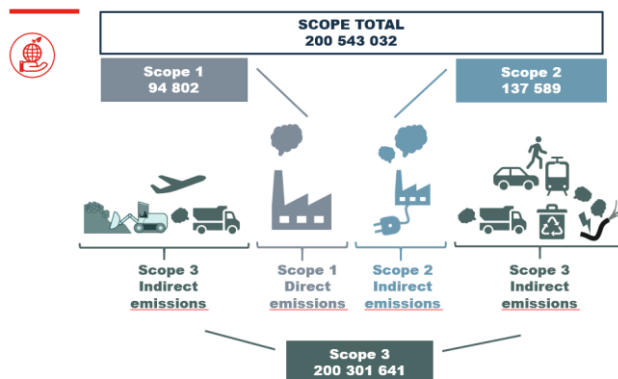 SCOPE TOTAL
200 543 032
Scope 1
94 802
Scope 2
137 589
Scope 3
Indirect
emissions
Scope 1
Direct
emissions
Scope 2
Indirect
emissions
Scope 3
Indirect
emissions
Scope 3
200 301 641